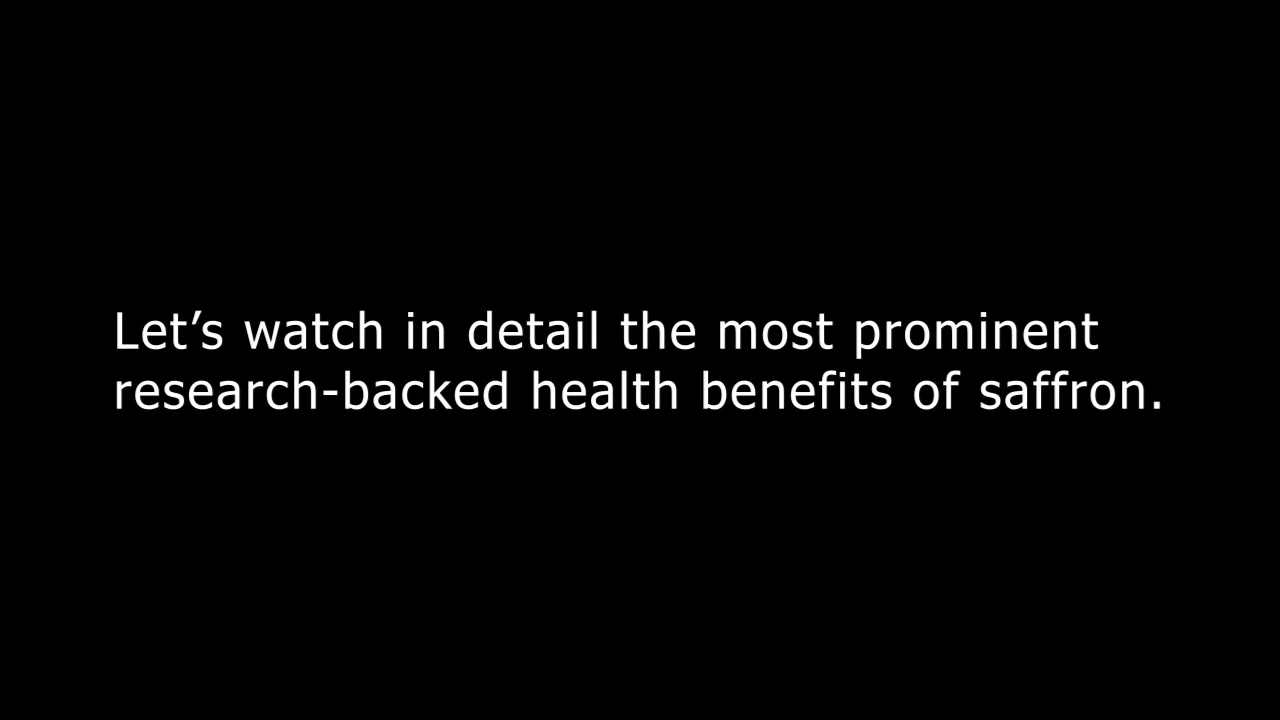 Let’s watch in detail the most prominent
research-backed health benefits of saffron.